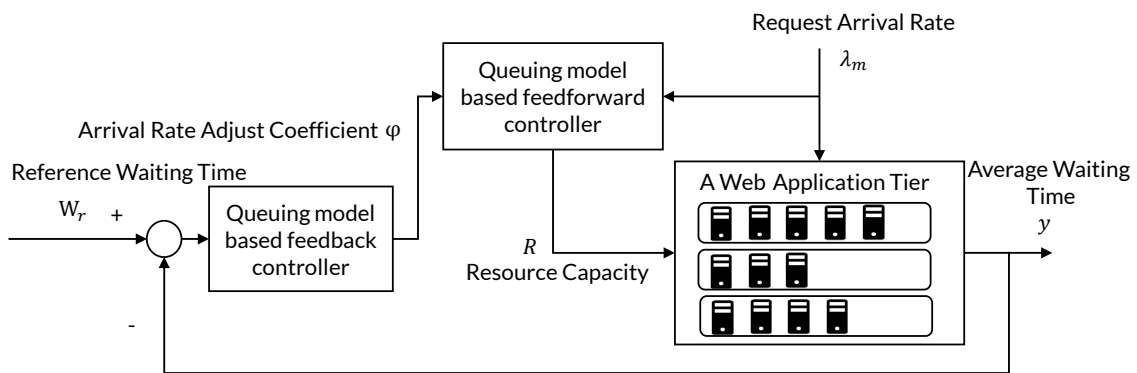 Request Arrival Rate
λₘ
Queuing model
based feedforward
controller
Arrival Rate Adjust Coefficient φ
Reference Waiting Time
Wᵣ +
Queuing model
based feedback
controller
-
R
Resource Capacity
A Web Application Tier
Average Waiting
Time
y